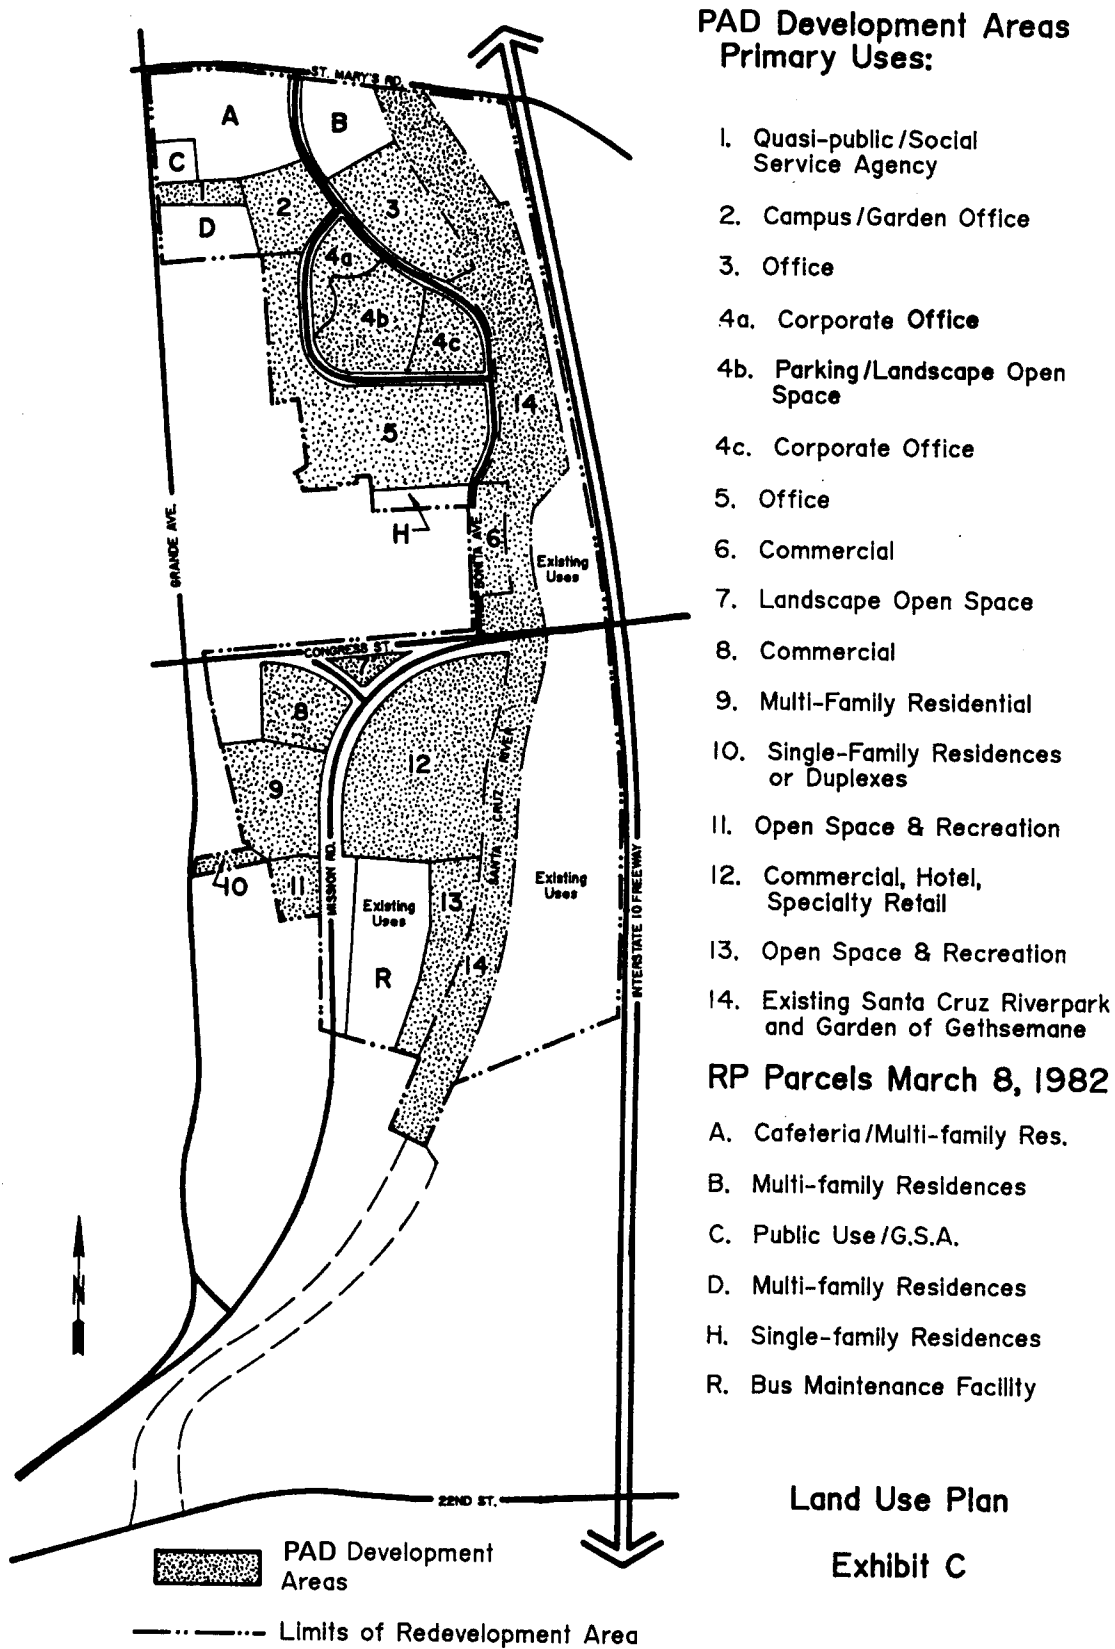 PAD Development Areas
Primary Uses:
1. Quasi-public/Social
Service Agency
2. Campus/Garden Office
3. Office
4a. Corporate Office
4b. Parking/Landscape Open
Space
4c. Corporate Office
5. Office
6. Commercial
7. Landscape Open Space
8. Commercial
9. Multi-Family Residential
10. Single-Family Residences
or Duplexes
11. Open Space & Recreation
12. Commercial, Hotel,
Specialty Retail
13. Open Space & Recreation
14. Existing Santa Cruz Riverpark
and Garden of Gethsemane
RP Parcels March 8, 1982
A. Cafeteria/Multi-family Res.
B. Multi-family Residences
C. Public Use/G.S.A.
D. Multi-family Residences
H. Single-family Residences
R. Bus Maintenance Facility
Land Use Plan
Exhibit C
ST. MARY'S RD.
A
B
C
1
2
3
D
4a
4b
4c
14
5
H
6
BONITA AVE.
GRANDE AVE.
Existing
Uses
CONGRESS ST.
7
8
12
9
SANTA CRUZ RIVER
10
11
MISSION RD.
Existing
Uses
13
Existing
Uses
R
14
INTERSTATE 10 FREEWAY
N
22ND ST.
PAD Development
Areas
Limits of Redevelopment Area